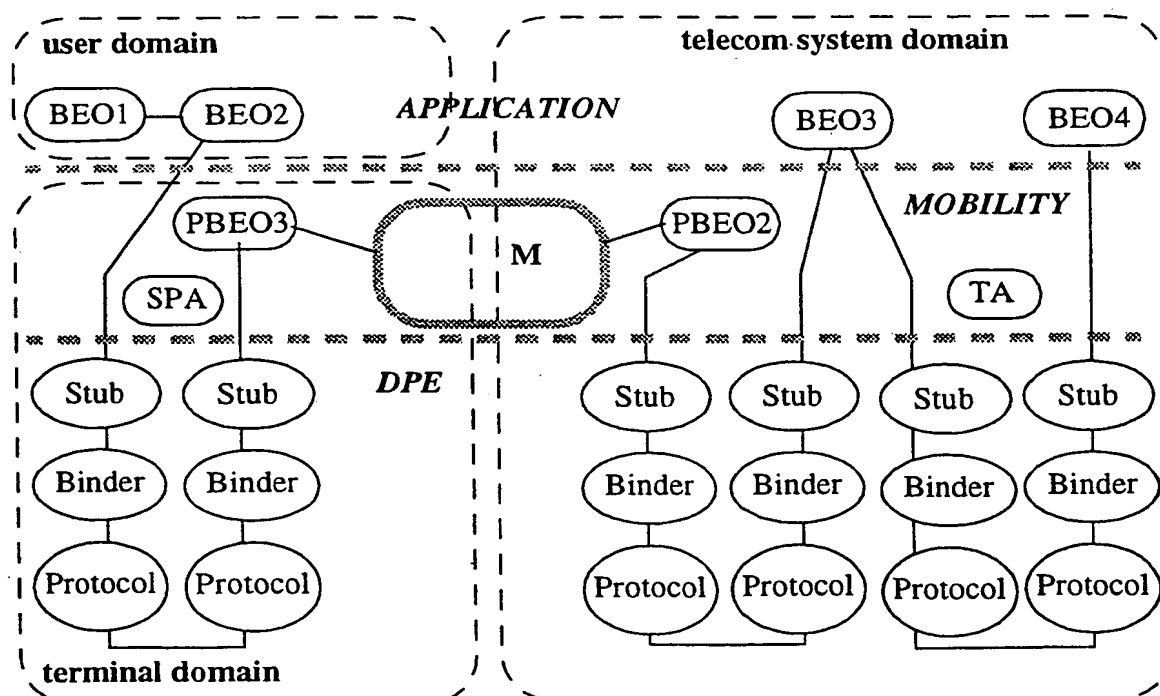 user domain
telecom system domain
APPLICATION
BEO1
BEO2
BEO3
BEO4
MOBILITY
PBEO3
M
PBEO2
SPA
TA
DPE
Stub
Stub
Stub
Stub
Stub
Stub
Binder
Binder
Binder
Binder
Binder
Binder
Protocol
Protocol
Protocol
Protocol
Protocol
Protocol
terminal domain